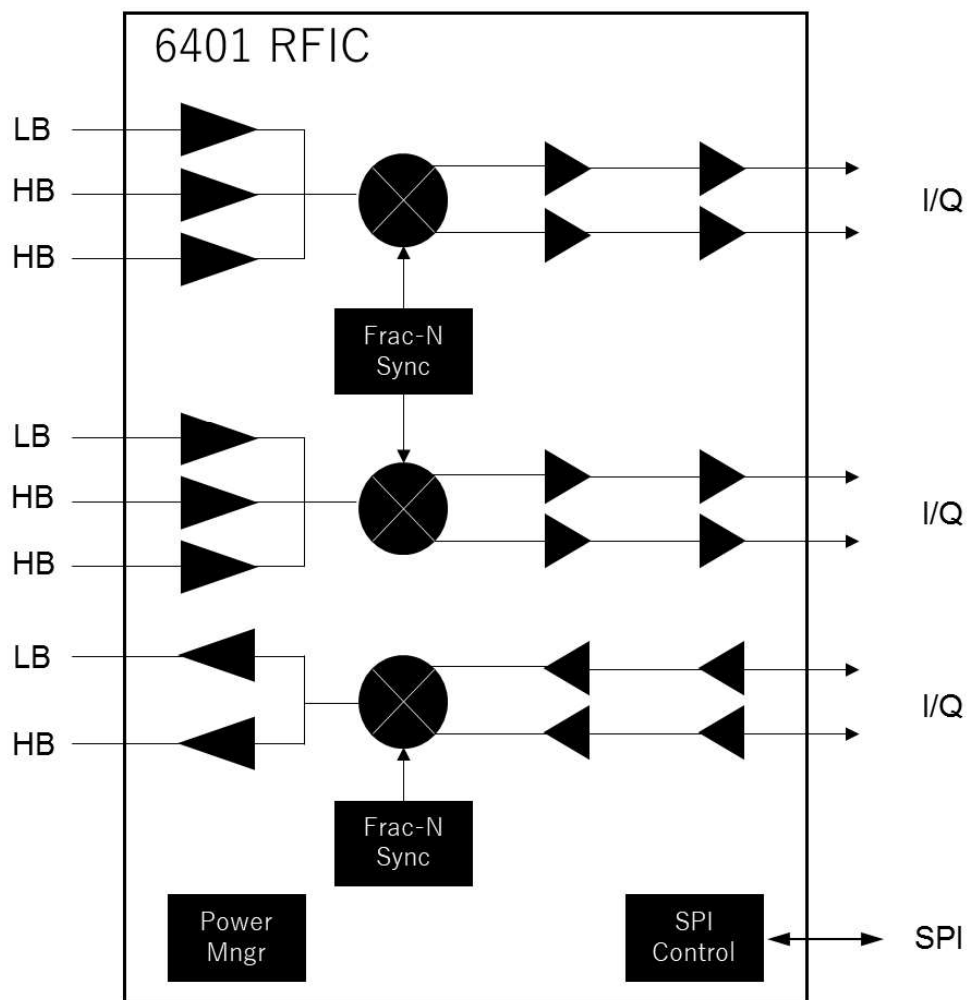 6401 RFIC
LB
HB
HB
I/Q
Frac-N
Sync
LB
HB
HB
I/Q
LB
HB
I/Q
Frac-N
Sync
Power
Mngr
SPI
Control
SPI